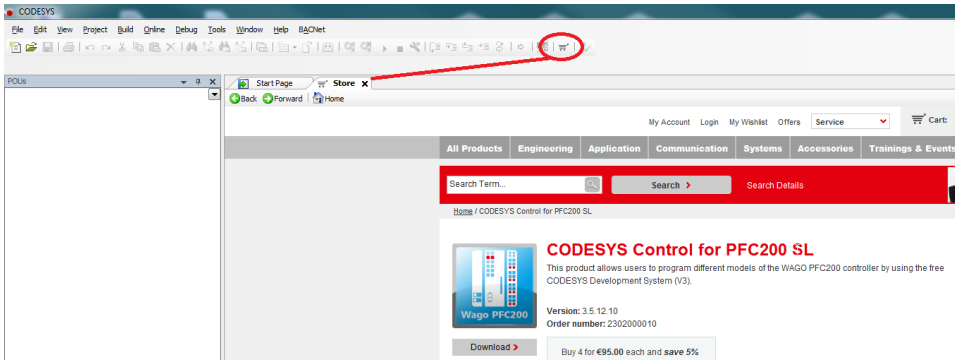 CODESYS
File Edit View Project Build Online Debug Tools Window Help BACNet
POUs
Start Page Store
Back Forward Home
My Account Login My Wishlist Offers Service Cart:
All Products Engineering Application Communication Systems Accessories Trainings & Events
Search Term... Search Search Details
Home / CODESYS Control for PFC200 SL
CODESYS Control for PFC200 SL
This product allows users to program different models of the WAGO PFC200 controller by using the free
CODESYS Development System (V3).
Wago PFC200
Version: 3.5.12.10
Order number: 2302000010
Download
Buy 4 for €95.00 each and save 5%